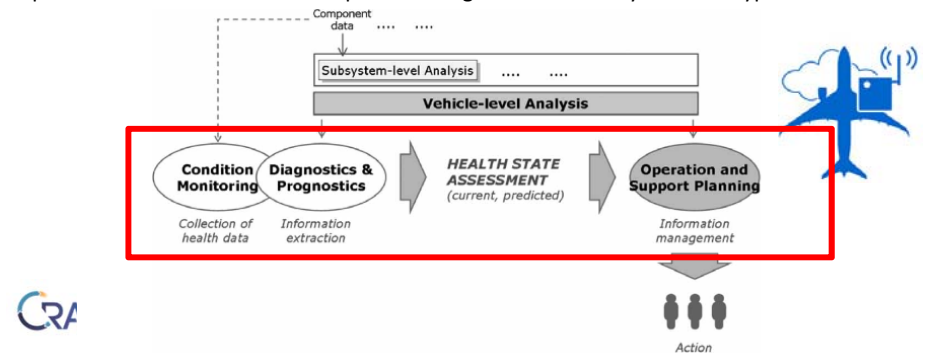 Component
data .... ....
Subsystem-level Analysis .... ....
Vehicle-level Analysis
Condition
Monitoring
Diagnostics &
Prognostics
HEALTH STATE
ASSESSMENT
(current, predicted)
Operation and
Support Planning
Collection of
health data
Information
extraction
Information
management
CRA
Action